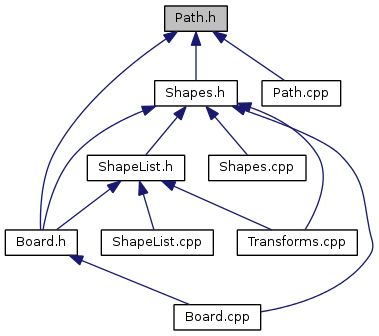 Path.h
Shapes.h
Path.cpp
ShapeList.h
Shapes.cpp
Board.h
ShapeList.cpp
Transforms.cpp
Board.cpp